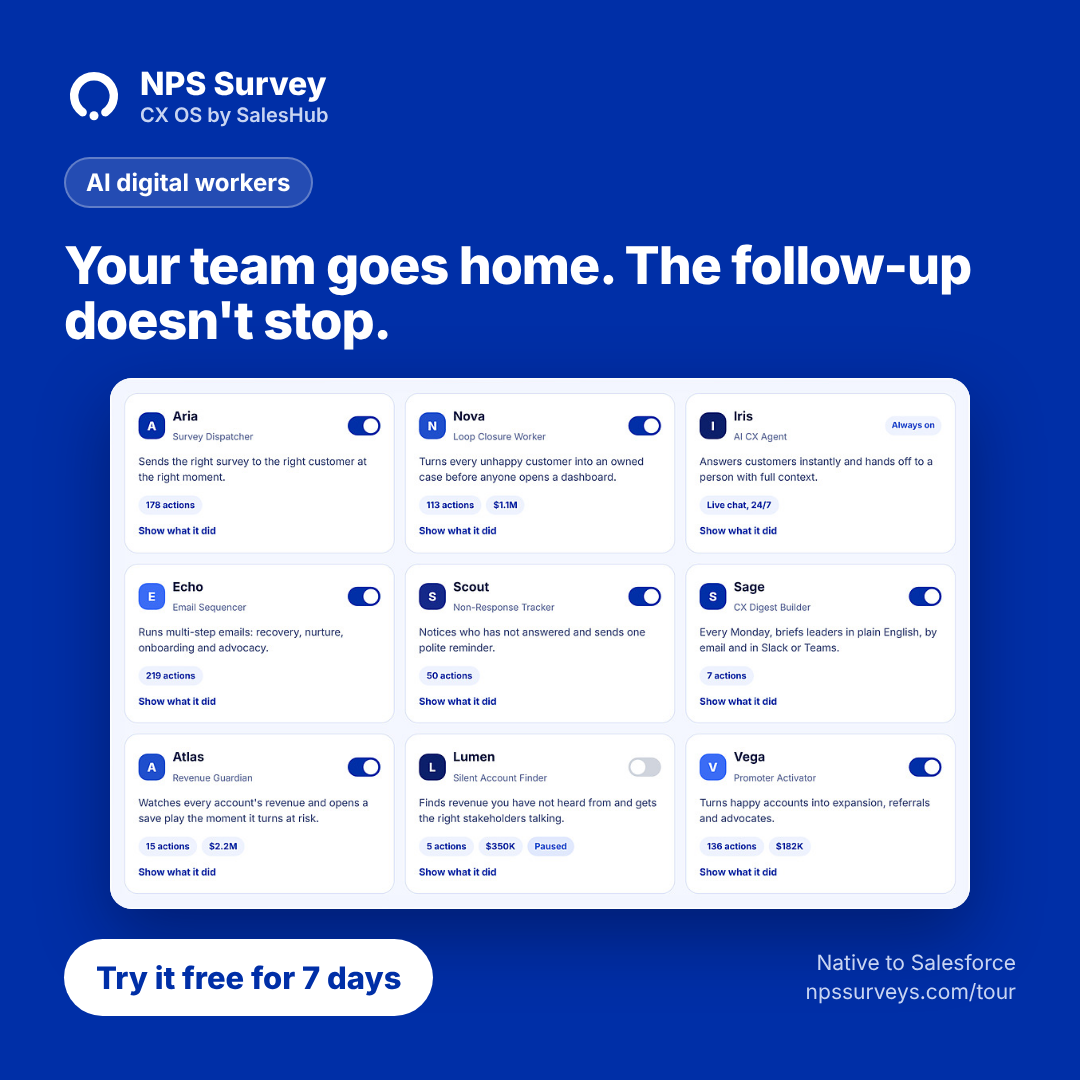 NPS Survey
CX OS by SalesHub
AI digital workers
Your team goes home. The follow-up
doesn't stop.
A
Aria
Survey Dispatcher
Sends the right survey to the right customer at
the right moment.
178 actions
Show what it did
N
Nova
Loop Closure Worker
Turns every unhappy customer into an owned
case before anyone opens a dashboard.
113 actions $1.1M
Show what it did
I
Iris
AI CX Agent
Always on
Answers customers instantly and hands off to a
person with full context.
Live chat, 24/7
Show what it did
E
Echo
Email Sequencer
Runs multi-step emails: recovery, nurture,
onboarding and advocacy.
219 actions
Show what it did
S
Scout
Non-Response Tracker
Notices who has not answered and sends one
polite reminder.
50 actions
Show what it did
S
Sage
CX Digest Builder
Every Monday, briefs leaders in plain English, by
email and in Slack or Teams.
7 actions
Show what it did
A
Atlas
Revenue Guardian
Watches every account's revenue and opens a
save play the moment it turns at risk.
15 actions $2.2M
Show what it did
L
Lumen
Silent Account Finder
Finds revenue you have not heard from and gets
the right stakeholders talking.
5 actions $350K Paused
Show what it did
V
Vega
Promoter Activator
Turns happy accounts into expansion, referrals
and advocates.
136 actions $182K
Show what it did
Try it free for 7 days
Native to Salesforce
npssurveys.com/tour